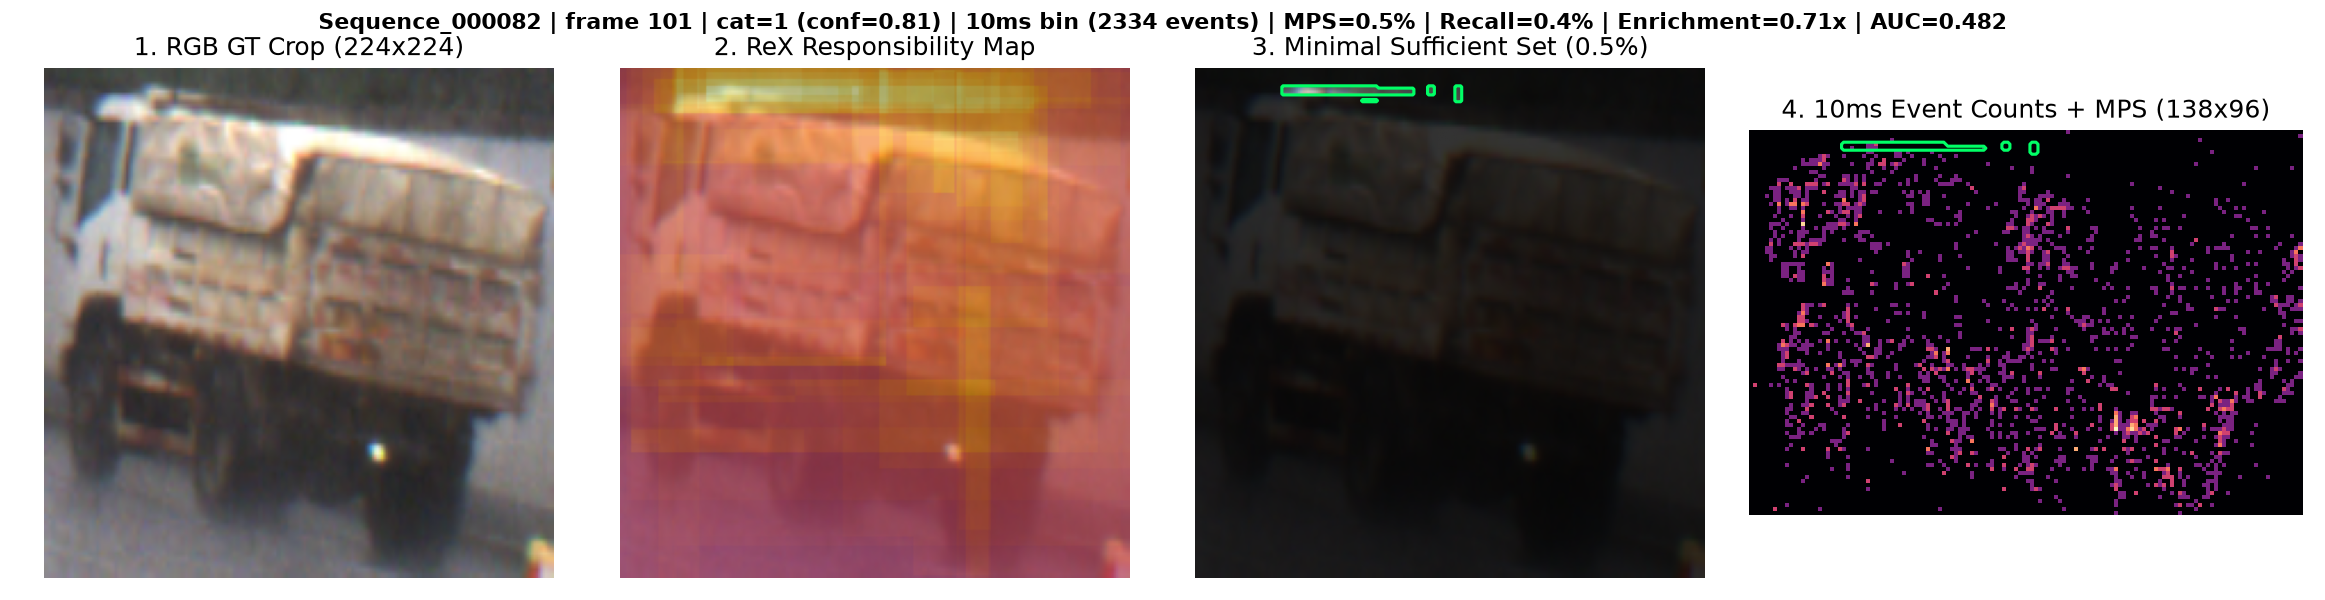 Sequence_000082 | frame 101 | cat=1 (conf=0.81) | 10ms bin (2334 events) | MPS=0.5% | Recall=0.4% | Enrichment=0.71x | AUC=0.482
1. RGB GT Crop (224x224)
2. ReX Responsibility Map
3. Minimal Sufficient Set (0.5%)
4. 10ms Event Counts + MPS (138x96)